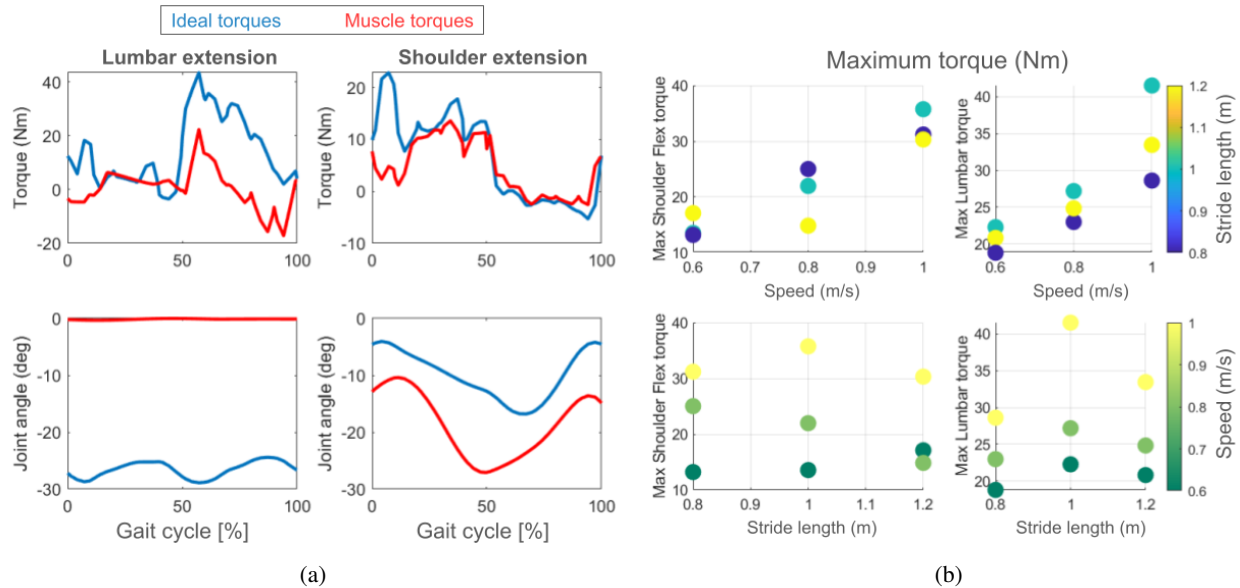 Ideal torques Muscle torques
Lumbar extension
Torque (Nm)
40
20
0
-20
0 50 100
Shoulder extension
Torque (Nm)
20
10
0
-10
0 50 100
Joint angle (deg)
0
-10
-20
-30
0 50 100
Gait cycle [%]
Joint angle (deg)
0
-10
-20
-30
0 50 100
Gait cycle [%]
(a)
Maximum torque (Nm)
Max Shoulder Flex torque
40
30
20
10
0.6 0.7 0.8 0.9 1
Speed (m/s)
Max Lumbar torque
40
35
30
25
20
0.6 0.8 1
Speed (m/s)
1.2
1.1
1
0.9
0.8
Stride length (m)
Max Shoulder Flex torque
40
30
20
10
0.8 0.9 1 1.1 1.2
Stride length (m)
Max Lumbar torque
40
35
30
25
20
0.8 1 1.2
Stride length (m)
1
0.9
0.8
0.7
0.6
Speed (m/s)
(b)